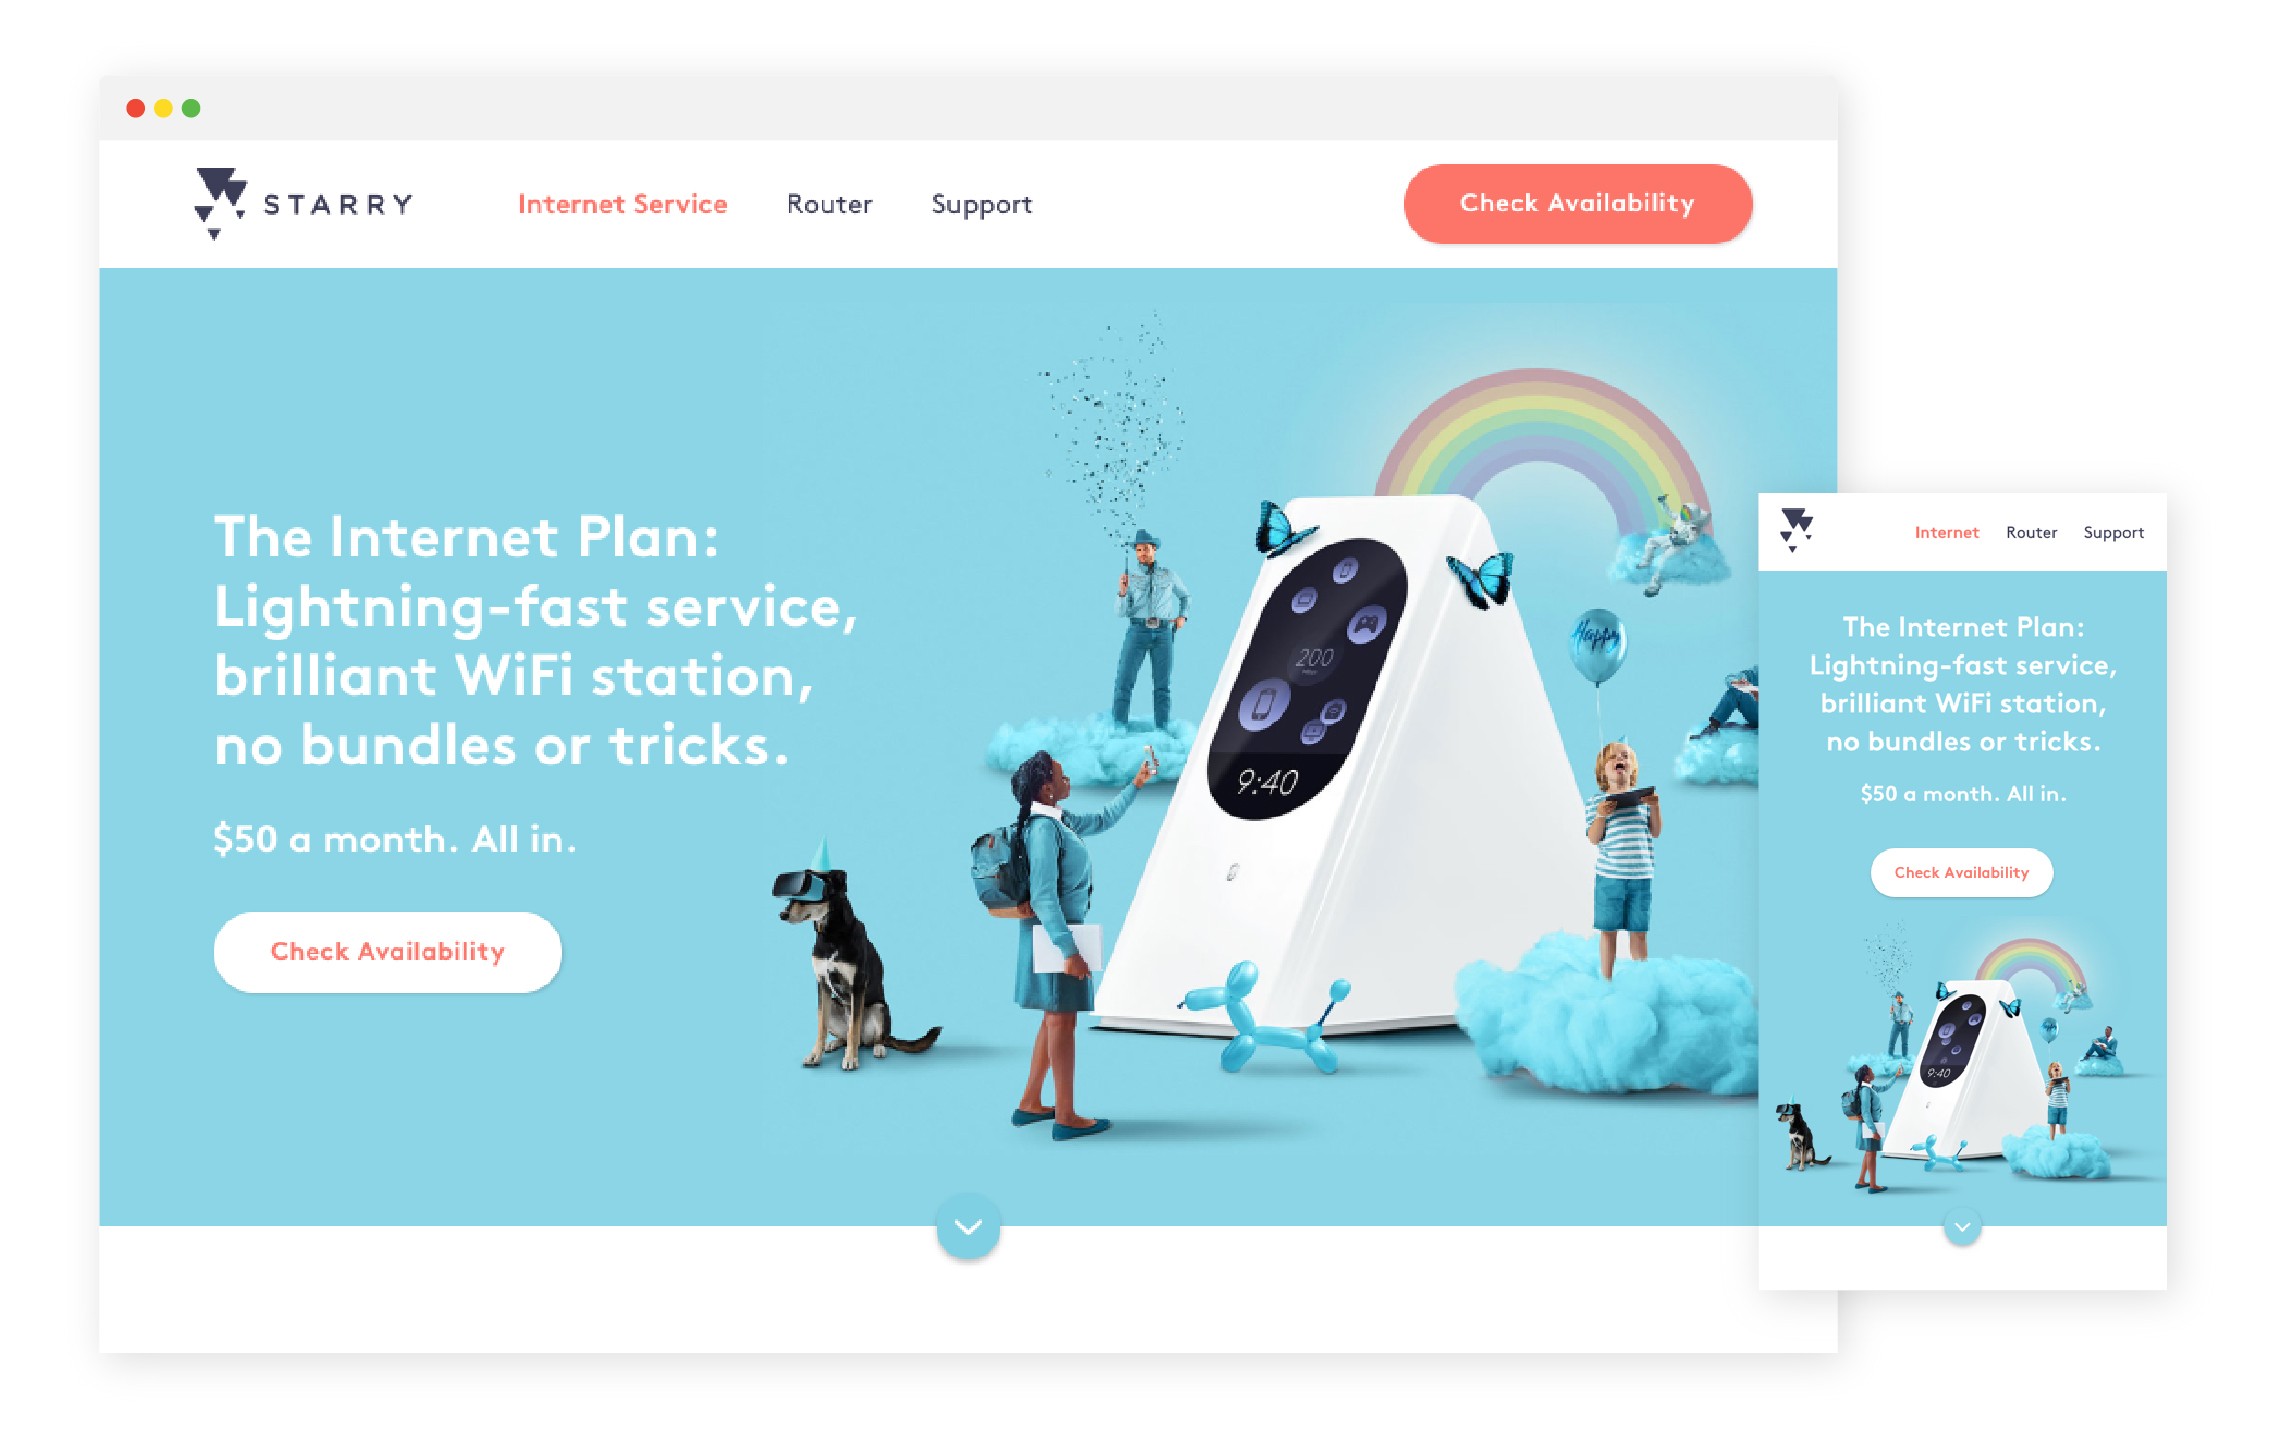 STARRY
Internet Service
Router
Support
Check Availability
The Internet Plan:
Lightning-fast service,
brilliant WiFi station,
no bundles or tricks.
$50 a month. All in.
Check Availability
200
9:40
Happy
Internet
Router
Support
The Internet Plan:
Lightning-fast service,
brilliant WiFi station,
no bundles or tricks.
$50 a month. All in.
Check Availability
9:40